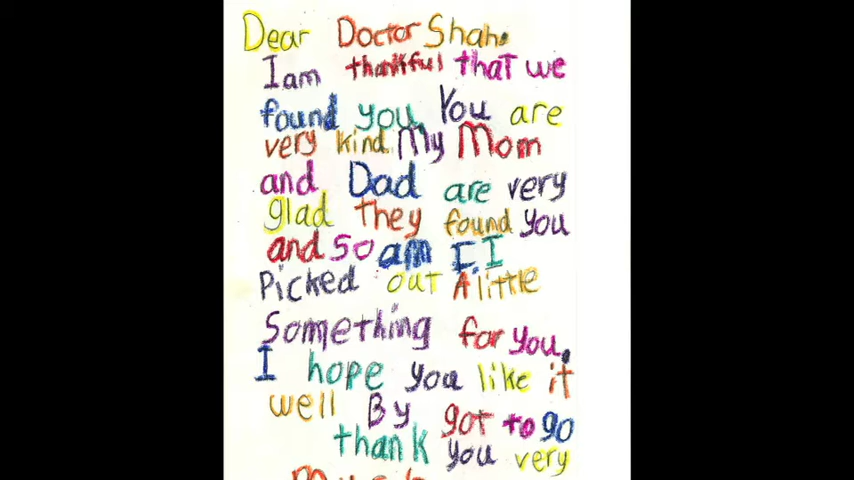 Dear Doctor Shah.
I am thankful that we
found you. You are
very kind. My Mom
and Dad are very
glad they found you
and so am I. I
Picked out A little
Something for you.
I hope you like it
well By got to go
thank you very